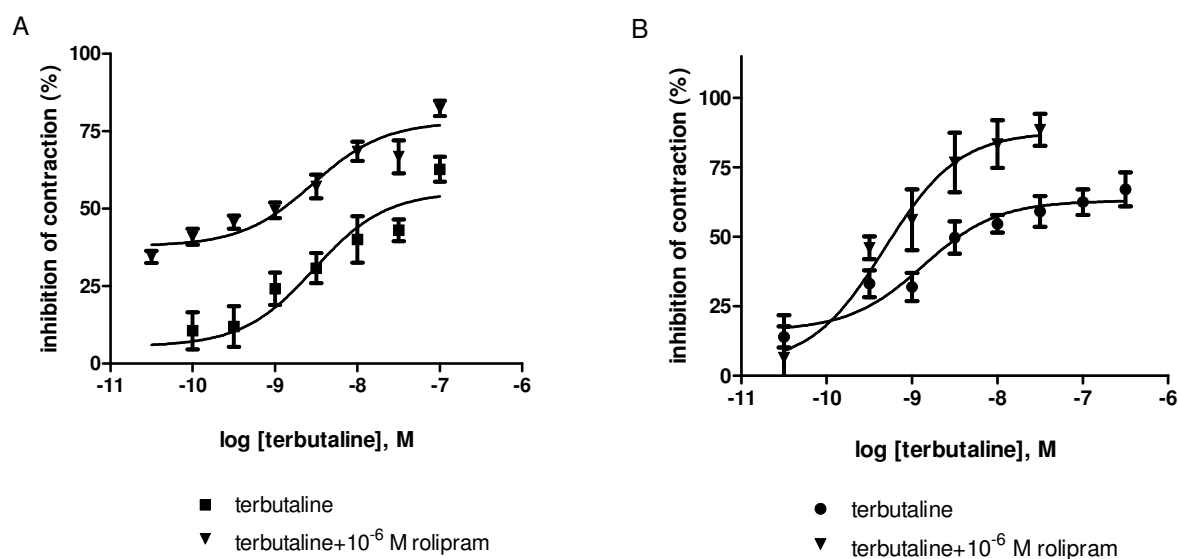 A
inhibition of contraction (%)
100
75
50
25
0
-11 -10 -9 -8 -7 -6
log [terbutaline], M
terbutaline
terbutaline+10⁻⁶ M rolipram
B
inhibition of contraction (%)
100
75
50
25
0
-11 -10 -9 -8 -7 -6
log [terbutaline], M
terbutaline
terbutaline+10⁻⁶ M rolipram